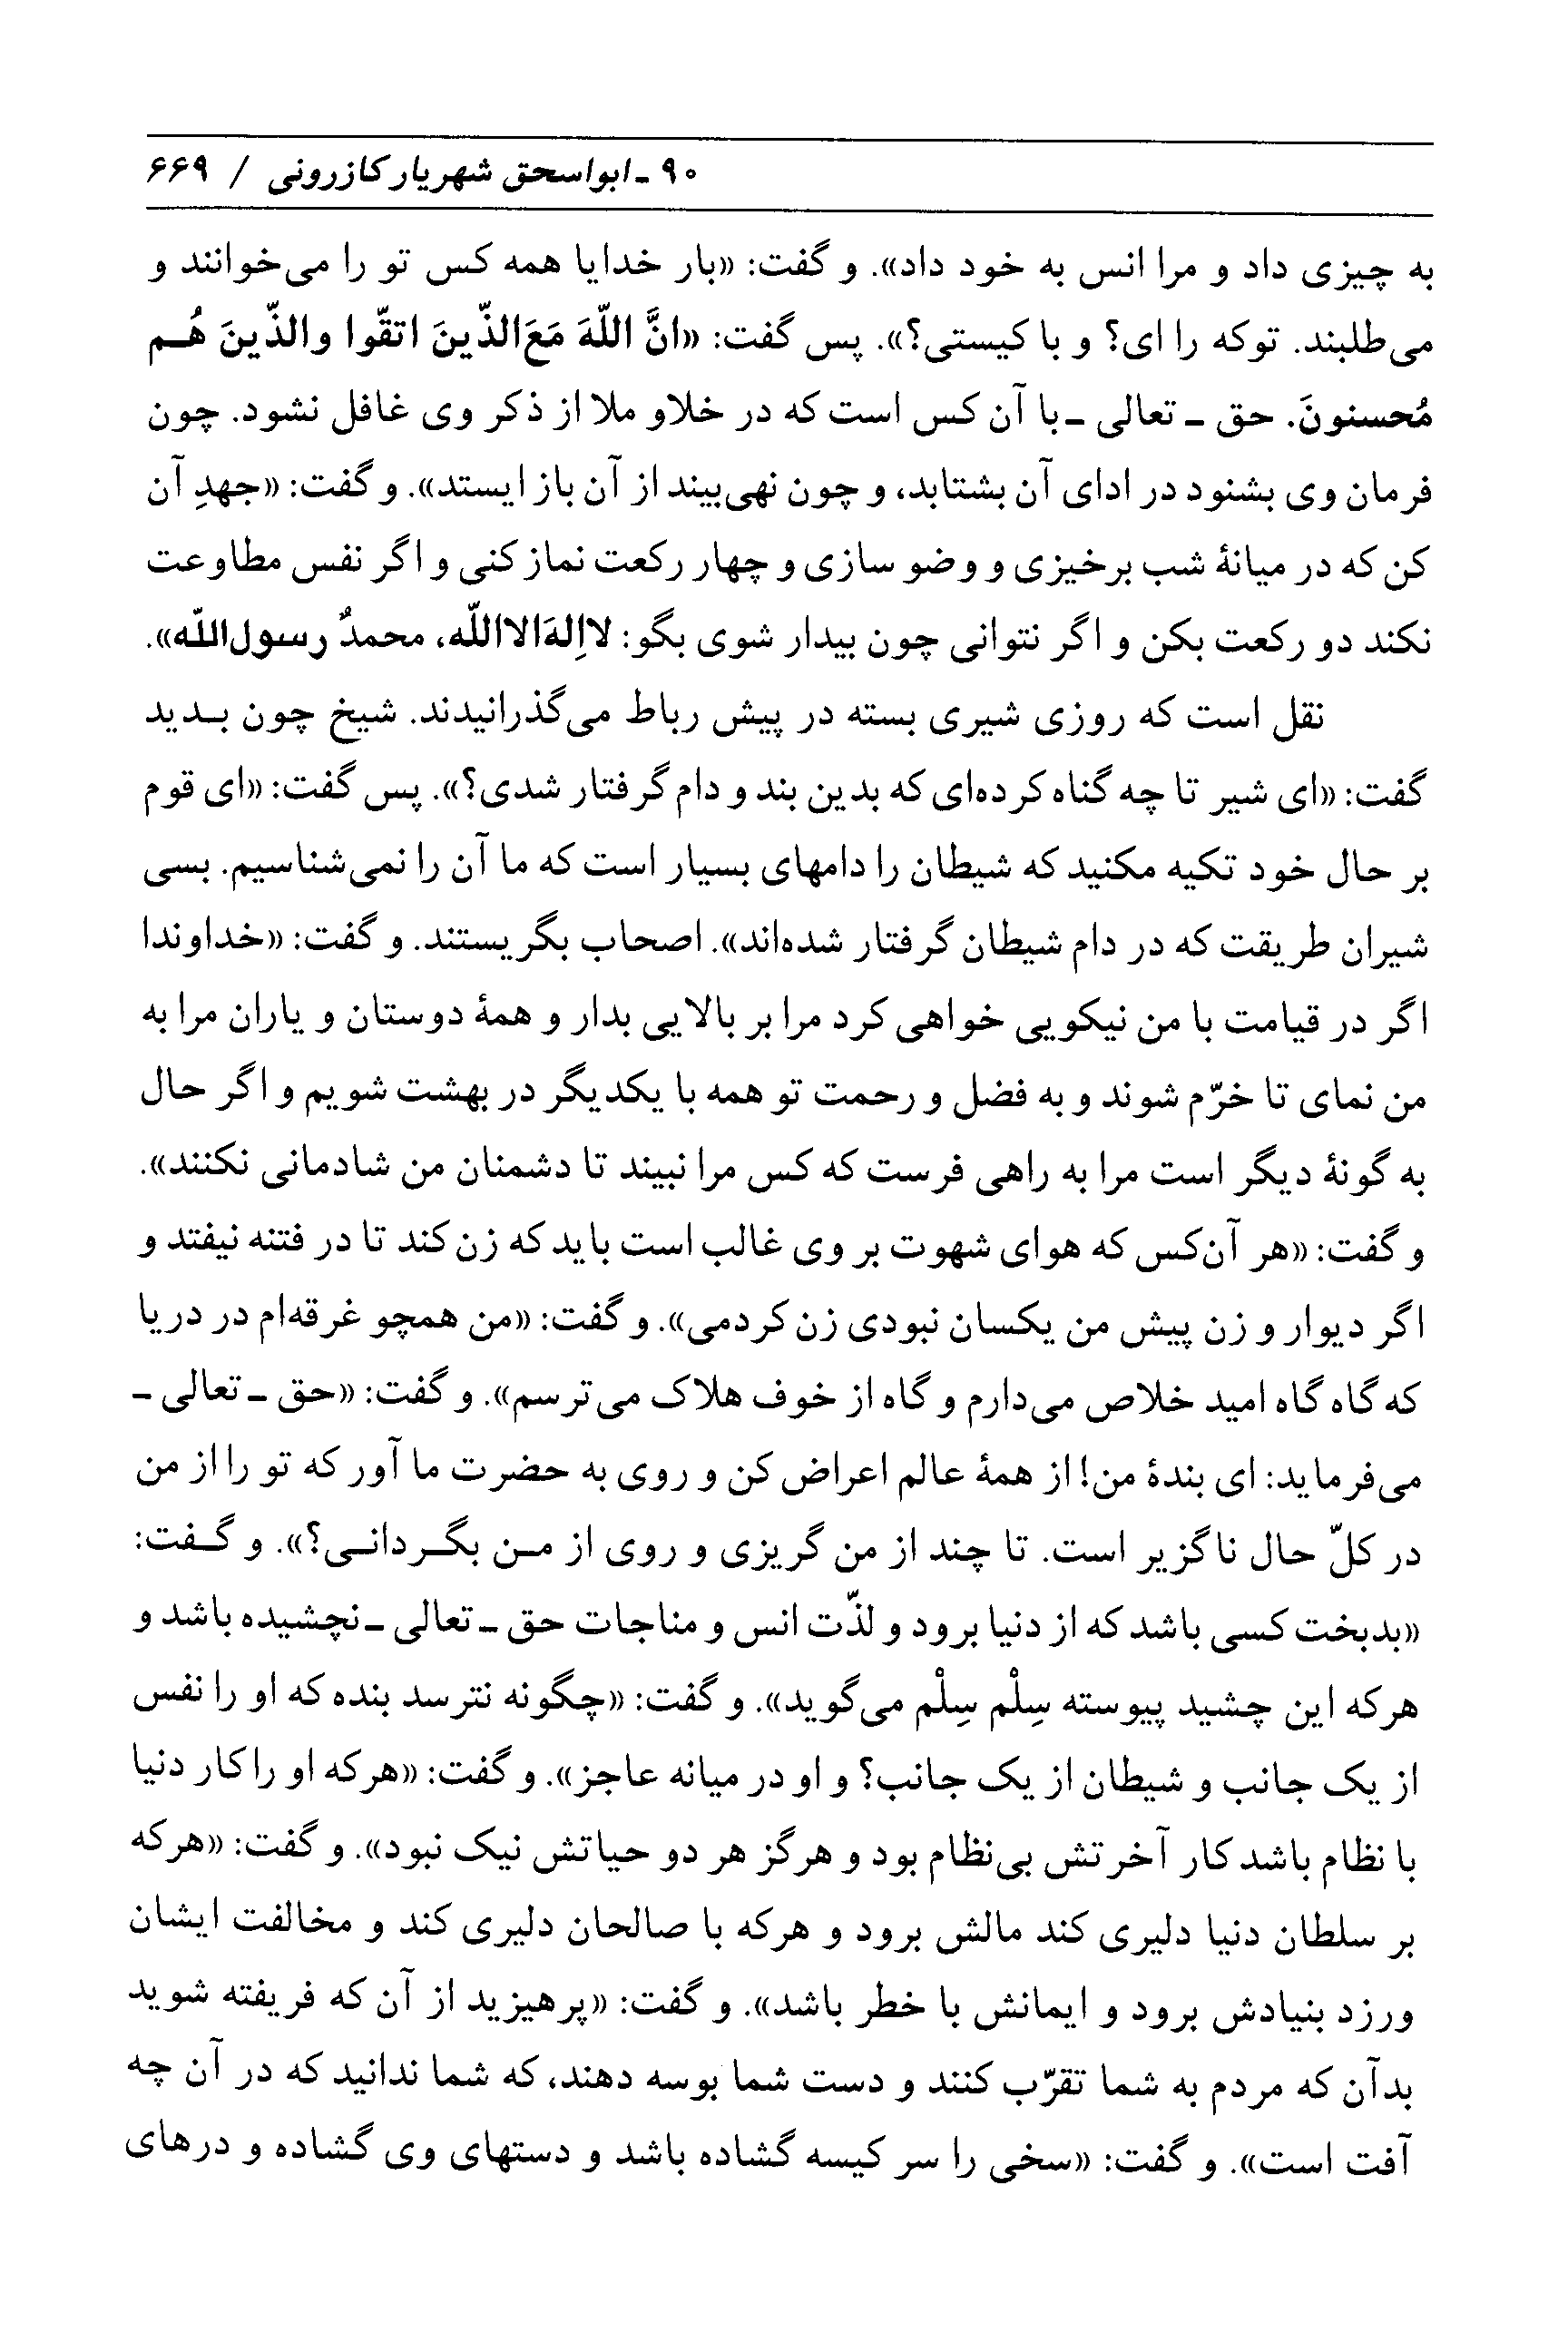 ۹۰ ـ ابواسحق شهریار کازرونی / ۶۶۹
به چیزی داد و مرا انس به خود داد». و گفت: «بار خدایا همه کس تو را می‌خوانند و
می‌طلبند. توکه را ای؟ و با کیستی؟». پس گفت: «انَّ اللّهَ مَعَ‌الذّینَ اتقّوا والذّینَ هُـم
مُحسنونَ. حق ـ تعالی ـ با آن کس است که در خلاو ملا از ذکر وی غافل نشود. چون
فرمان وی بشنود در ادای آن بشتابد، و چون نهی‌بیند از آن باز ایستد». و گفت: «جهدِ آن
کن که در میانهٔ شب برخیزی و وضو سازی و چهار رکعت نماز کنی و اگر نفس مطاوعت
نکند دو رکعت بکن و اگر نتوانی چون بیدار شوی بگو: لااِلهَ‌الااللّه، محمدٌ رسول‌اللّه».
نقل است که روزی شیری بسته در پیش رباط می‌گذرانیدند. شیخ چون بـدید
گفت: «ای شیر تا چه گناه کرده‌ای که بدین بند و دام گرفتار شدی؟». پس گفت: «ای قوم
بر حال خود تکیه مکنید که شیطان را دامهای بسیار است که ما آن را نمی‌شناسیم. بسی
شیران طریقت که در دام شیطان گرفتار شده‌اند». اصحاب بگریستند. و گفت: «خداوندا
اگر در قیامت با من نیکویی خواهی کرد مرا بر بالایی بدار و همهٔ دوستان و یاران مرا به
من نمای تا خرّم شوند و به فضل و رحمت تو همه با یکدیگر در بهشت شویم و اگر حال
به گونهٔ دیگر است مرا به راهی فرست که کس مرا نبیند تا دشمنان من شادمانی نکنند».
و گفت: «هر آن‌کس که هوای شهوت بر وی غالب است باید که زن کند تا در فتنه نیفتد و
اگر دیوار و زن پیش من یکسان نبودی زن کردمی». و گفت: «من همچو غرقه‌ام در دریا
که گاه گاه امید خلاص می‌دارم و گاه از خوف هلاک می‌ترسم». و گفت: «حق ـ تعالی ـ
می‌فرماید: ای بندهٔ من! از همهٔ عالم اعراض کن و روی به حضرت ما آور که تو را از من
در کلّ حال ناگزیر است. تا چند از من گریزی و روی از مـن بگـردانـی؟». و گـفت:
«بدبخت کسی باشد که از دنیا برود و لذّت انس و مناجات حق ـ تعالی ـ نچشیده باشد و
هرکه این چشید پیوسته سِلْم سِلْم می‌گوید». و گفت: «چگونه نترسد بنده که او را نفس
از یک جانب و شیطان از یک جانب؟ و او در میانه عاجز». و گفت: «هرکه او را کار دنیا
با نظام باشد کار آخرتش بی‌نظام بود و هرگز هر دو حیاتش نیک نبود». و گفت: «هرکه
بر سلطان دنیا دلیری کند مالش برود و هرکه با صالحان دلیری کند و مخالفت ایشان
ورزد بنیادش برود و ایمانش با خطر باشد». و گفت: «پرهیزید از آن که فریفته شوید
بدآن که مردم به شما تقرّب کنند و دست شما بوسه دهند، که شما ندانید که در آن چه
آفت است». و گفت: «سخی را سر کیسه گشاده باشد و دستهای وی گشاده و درهای